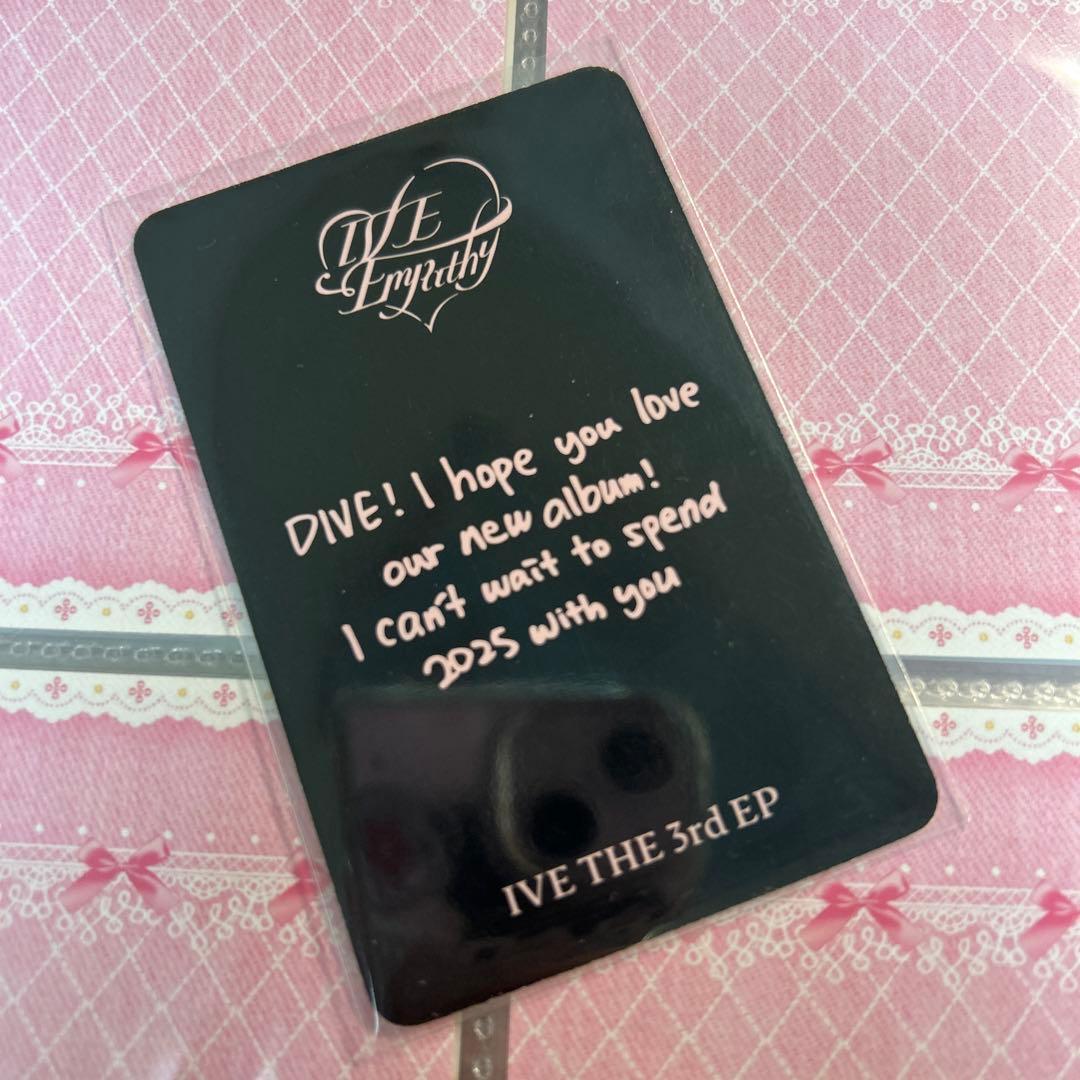 IVE
Empathy
DIVE! I hope you love
our new album!
I can't wait to spend
2025 with you
IVE THE 3rd EP